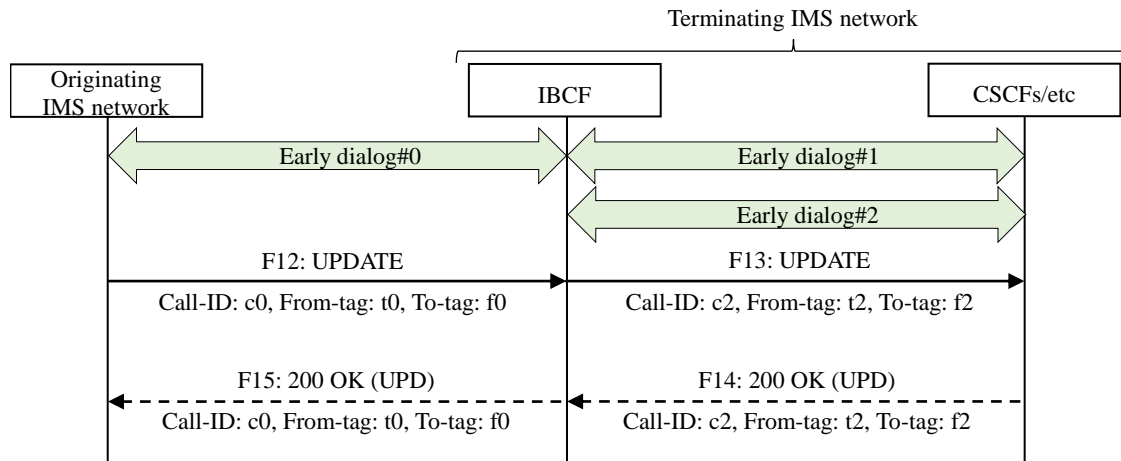 Terminating IMS network
Originating
IMS network
IBCF
CSCFs/etc
Early dialog#0
Early dialog#1
Early dialog#2
F12: UPDATE
F13: UPDATE
Call-ID: c0, From-tag: t0, To-tag: f0
Call-ID: c2, From-tag: t2, To-tag: f2
F15: 200 OK (UPD)
F14: 200 OK (UPD)
Call-ID: c0, From-tag: t0, To-tag: f0
Call-ID: c2, From-tag: t2, To-tag: f2